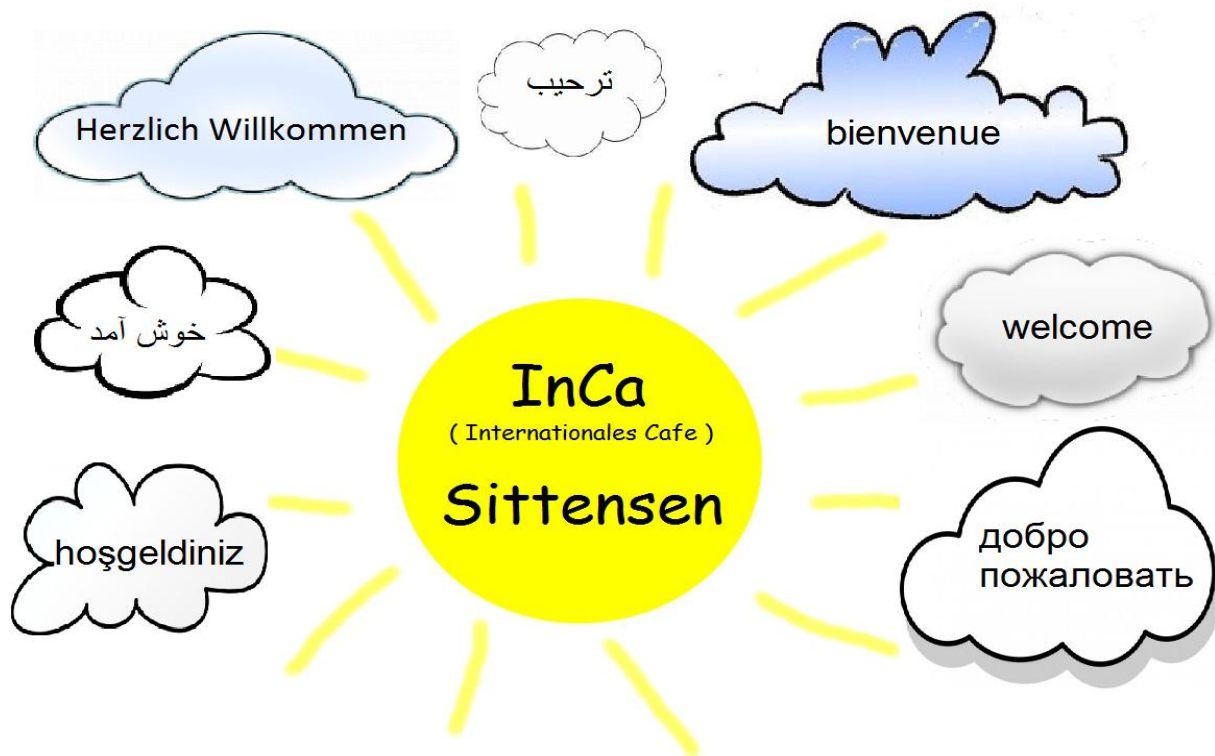 Herzlich Willkommen
ترحيب
bienvenue
خوش آمد
welcome
InCa
( Internationales Cafe )
Sittensen
hoşgeldiniz
добро
пожаловать